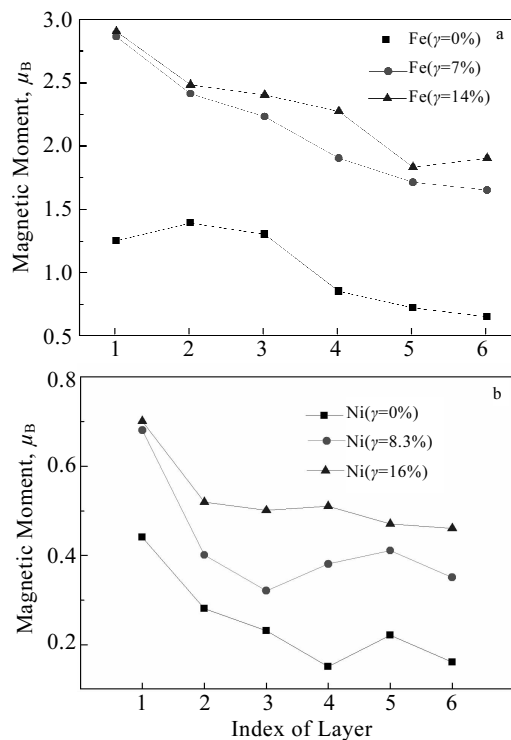 a
3.0
Fe(γ=0%)
Fe(γ=7%)
Fe(γ=14%)
2.5
2.0
1.5
1.0
0.5
Magnetic Moment, μB
1 2 3 4 5 6
b
0.8
Ni(γ=0%)
Ni(γ=8.3%)
Ni(γ=16%)
0.6
0.4
0.2
Magnetic Moment, μB
1 2 3 4 5 6
Index of Layer